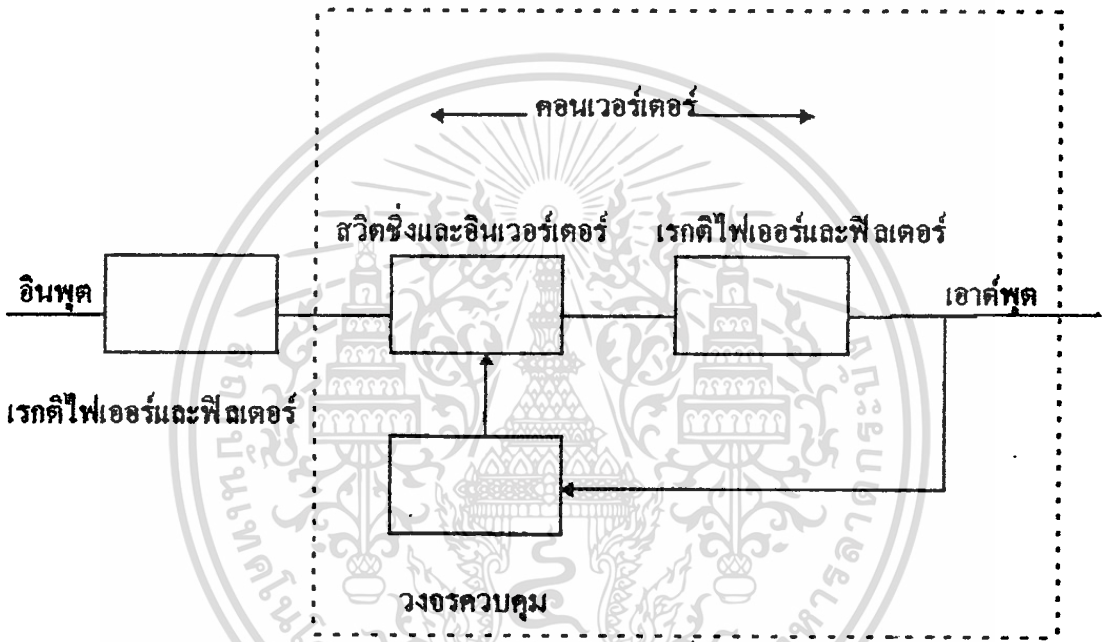 คอนเวอร์เตอร์
สวิตชิ่งและอินเวอร์เตอร์
เรกติไฟเออร์และฟิลเตอร์
อินพุต
เอาต์พุต
เรกติไฟเออร์และฟิลเตอร์
วงจรควบคุม